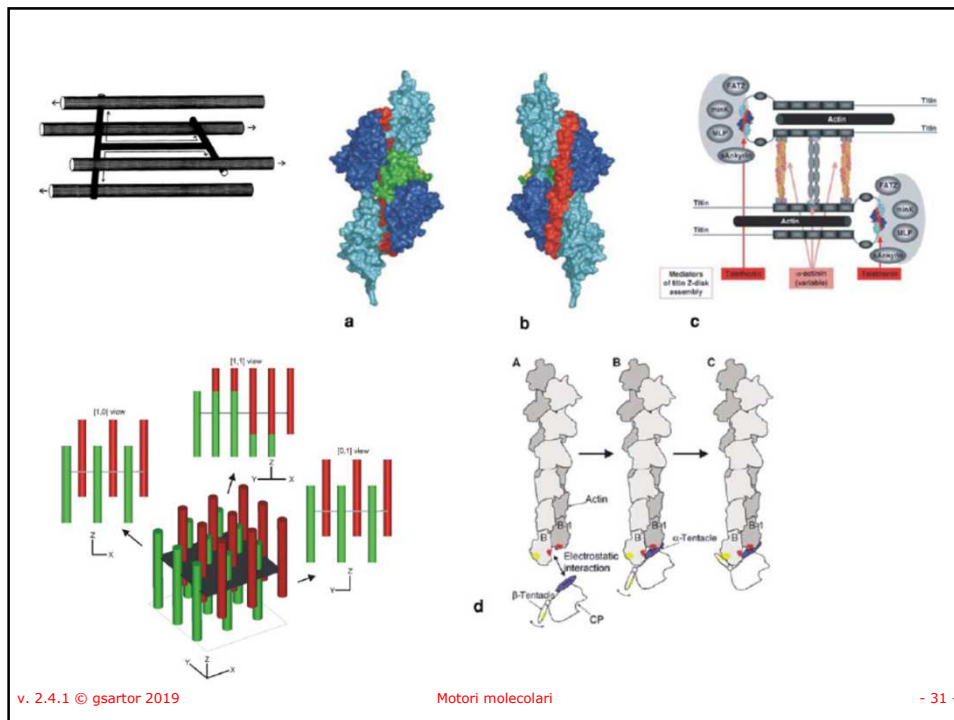 FATZ
minK
MLP
sAnkyrin
Titin
Actin
Titin
Titin
Actin
Titin
FATZ
minK
MLP
sAnkyrin
Mediators
of titin Z-disk
assembly
Telethonin
α-actinin
(variable)
Telethonin
a
b
c
[1,1] view
[1,0] view
[0,1] view
Z
Y
X
Z
X
Z
Y
Z
Y
X
A
B
C
Actin
B-1
B
B-1
B
B-1
B
α-Tentacle
Electrostatic
interaction
β-Tentacle
CP
d
v. 2.4.1 © gsartor 2019
Motori molecolari
- 31 -